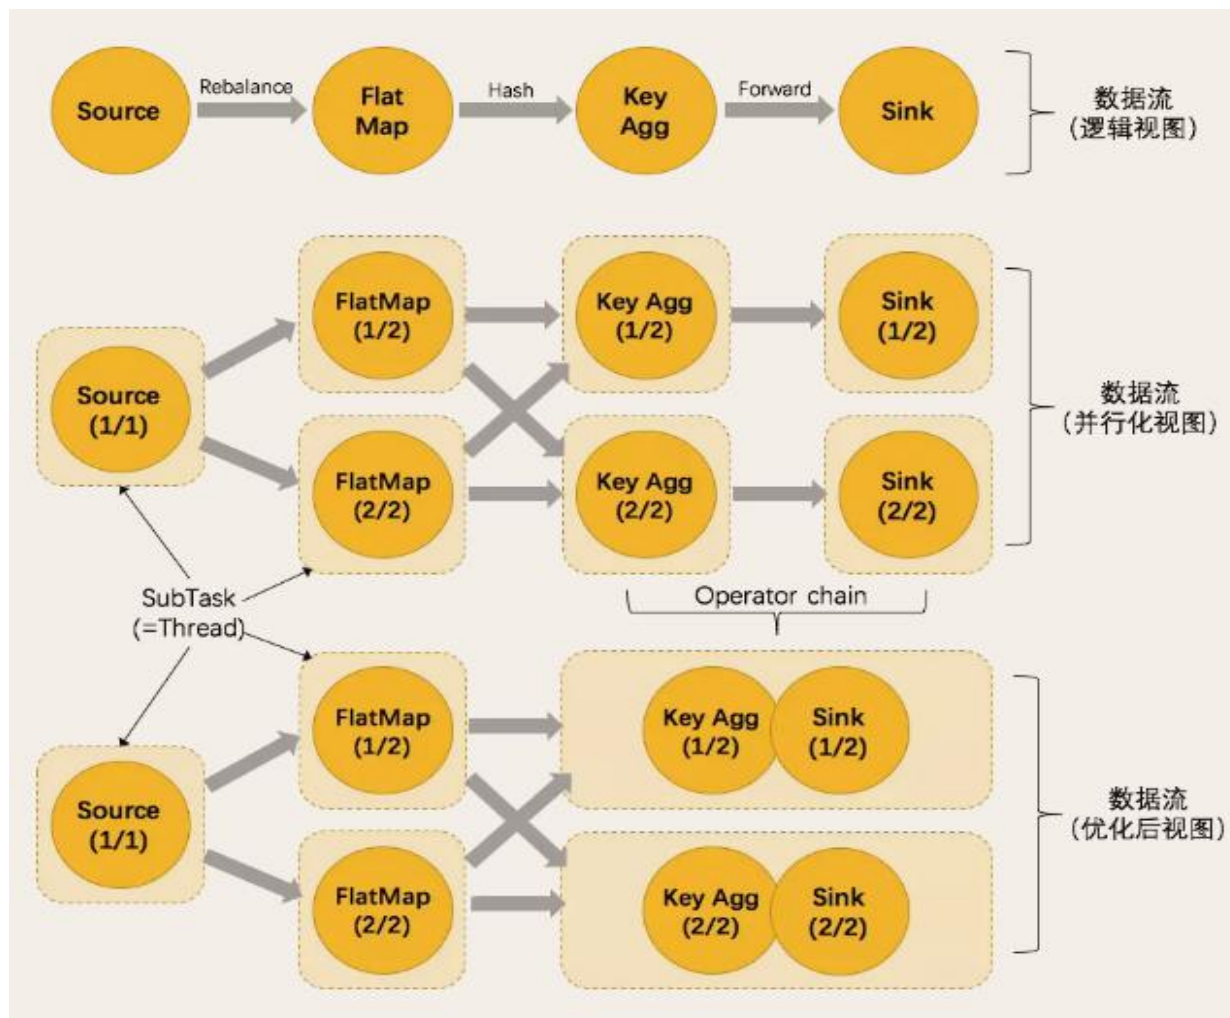 Source
Rebalance
Flat
Map
Hash
Key
Agg
Forward
Sink
数据流
(逻辑视图)
FlatMap
(1/2)
Key Agg
(1/2)
Sink
(1/2)
Source
(1/1)
FlatMap
(2/2)
Key Agg
(2/2)
Sink
(2/2)
数据流
(并行化视图)
SubTask
(=Thread)
Operator chain
FlatMap
(1/2)
Key Agg
(1/2)
Sink
(1/2)
Source
(1/1)
FlatMap
(2/2)
Key Agg
(2/2)
Sink
(2/2)
数据流
(优化后视图)